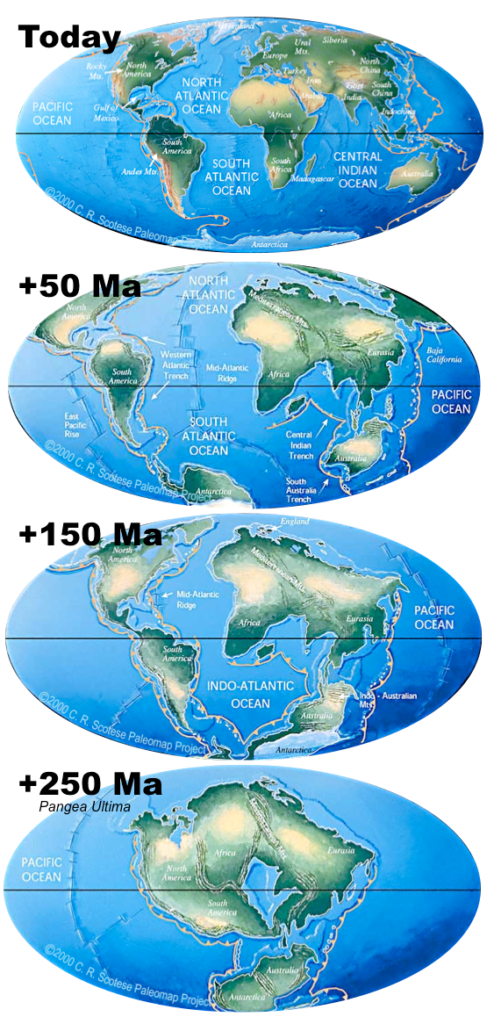 Today
Greenland
Siberia
Ural
Mts.
Europe
Rocky
Mts.
North
America
NORTH
ATLANTIC
OCEAN
Turkey
Iran
North
China
Tibet
South
China
PACIFIC
OCEAN
Gulf of
Mexico
Arabia
India
Indochina
Africa
South
America
Andes Mts.
SOUTH
ATLANTIC
OCEAN
South
Africa
Madagascar
CENTRAL
INDIAN
OCEAN
Australia
Antarctica
©2000 C. R. Scotese Paleomap Project
+50 Ma
NORTH
ATLANTIC
OCEAN
North
America
Mediterranean Mts.
Eurasia
Baja
California
Western
Atlantic
Trench
Mid-Atlantic
Ridge
South
America
Africa
PACIFIC
OCEAN
East
Pacific
Rise
SOUTH
ATLANTIC
OCEAN
Central
Indian
Trench
Australia
South
Australia
Trench
Antarctica
©2000 C. R. Scotese Paleomap Project
+150 Ma
England
North
America
Mediterranean Mts.
Mid-Atlantic
Ridge
Africa
Eurasia
PACIFIC
OCEAN
South
America
INDO-ATLANTIC
OCEAN
Indo - Australian
Mts.
Australia
Antarctica
©2000 C. R. Scotese Paleomap Project
+250 Ma
Pangea Ultima
PACIFIC
OCEAN
North
America
Africa
Mts.
Eurasia
South
America
Australia
Antarctica
©2000 C. R. Scotese Paleomap Project